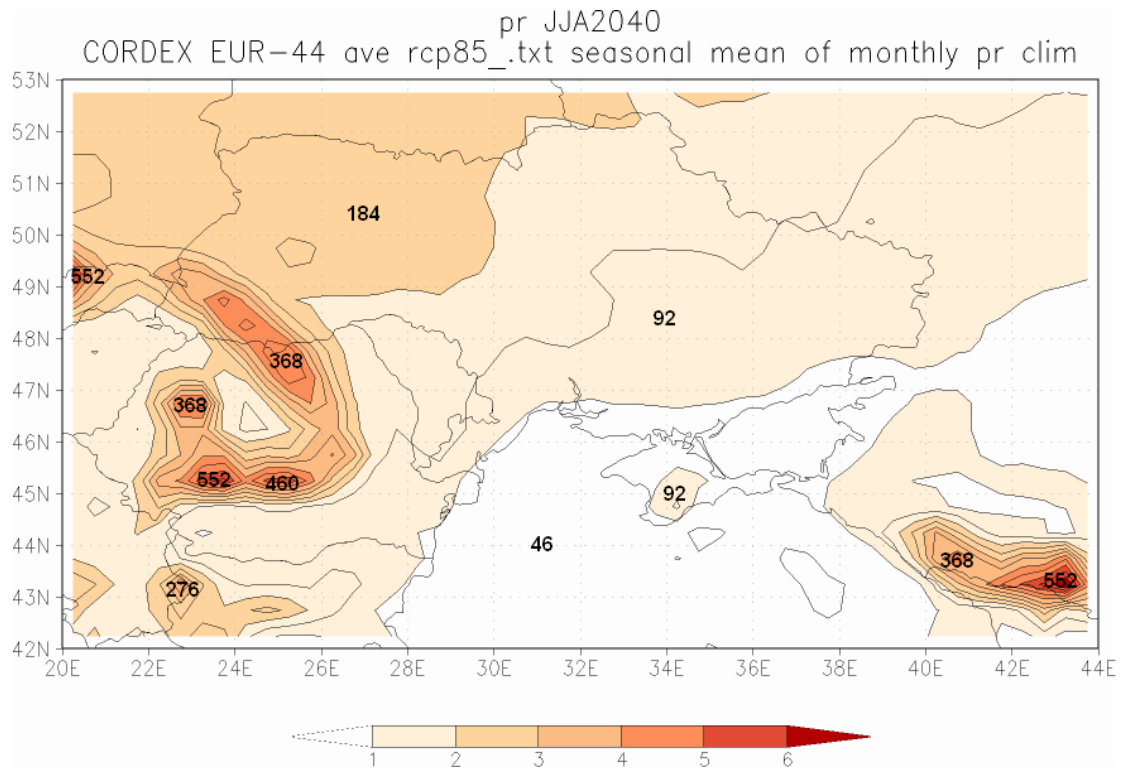 pr JJA2040
CORDEX EUR-44 ave rcp85_.txt seasonal mean of monthly pr clim
53N
52N
51N
184
50N
552
49N
92
48N
368
47N
368
46N
552 460
45N
92
44N
46
368
552
43N
276
42N
20E 22E 24E 26E 28E 30E 32E 34E 36E 38E 40E 42E 44E
1 2 3 4 5 6